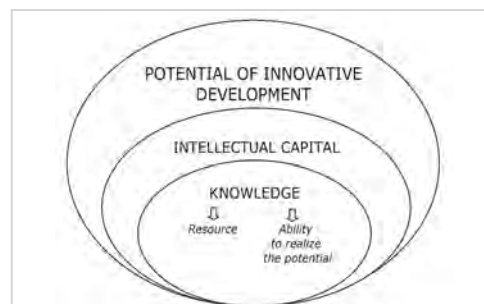 POTENTIAL OF INNOVATIVE
DEVELOPMENT
INTELLECTUAL CAPITAL
KNOWLEDGE
Resource
Ability
to realize
the potential